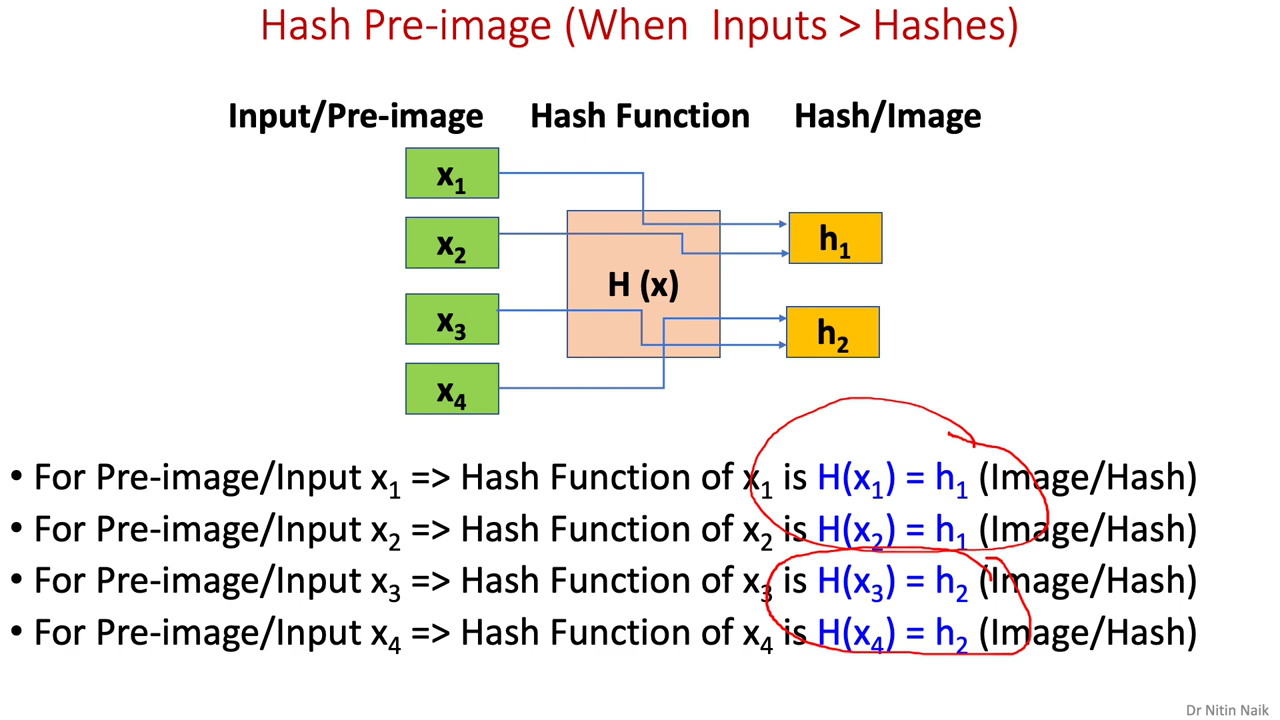 Hash Pre-image (When Inputs > Hashes)
Input/Pre-image Hash Function Hash/Image
x₁
x₂
x₃
x₄
H (x)
h₁
h₂
• For Pre-image/Input x₁ => Hash Function of x₁ is H(x₁) = h₁ (Image/Hash)
• For Pre-image/Input x₂ => Hash Function of x₂ is H(x₂) = h₁ (Image/Hash)
• For Pre-image/Input x₃ => Hash Function of x₃ is H(x₃) = h₂ (Image/Hash)
• For Pre-image/Input x₄ => Hash Function of x₄ is H(x₄) = h₂ (Image/Hash)
Dr Nitin Naik